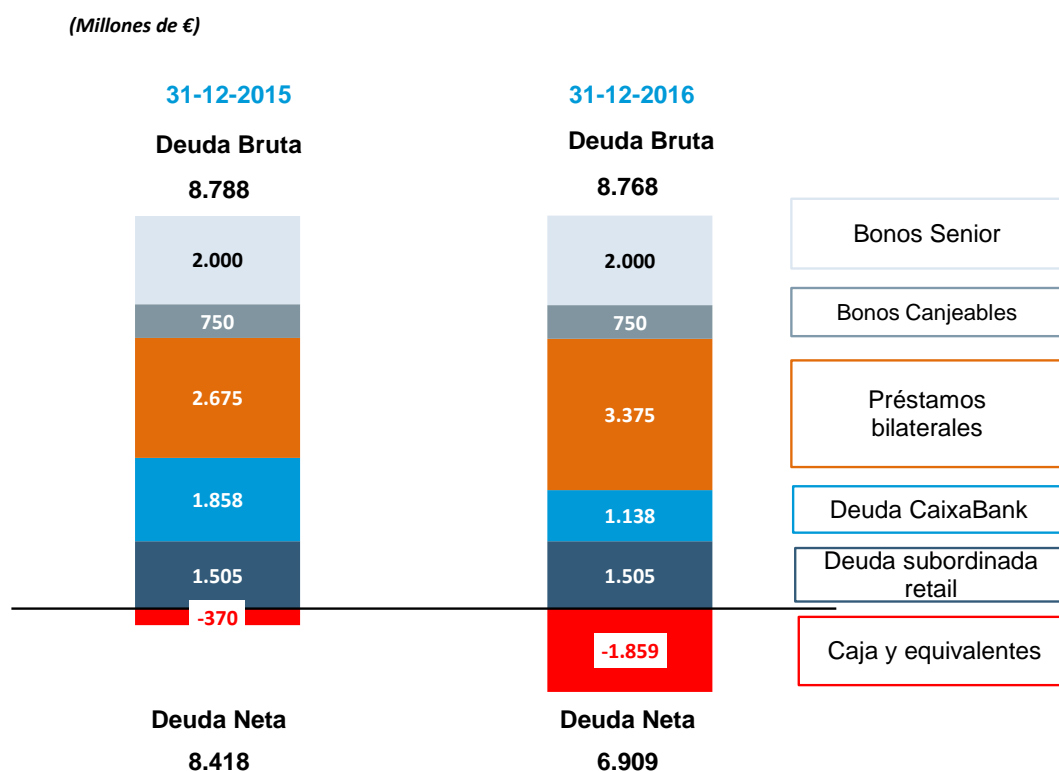 (Millones de €)
31-12-2015
31-12-2016
Deuda Bruta
Deuda Bruta
8.788
8.768
2.000
2.000
Bonos Senior
750
750
Bonos Canjeables
2.675
3.375
Préstamos
bilaterales
1.858
1.138
Deuda CaixaBank
1.505
1.505
Deuda subordinada
retail
-370
-1.859
Caja y equivalentes
Deuda Neta
Deuda Neta
8.418
6.909